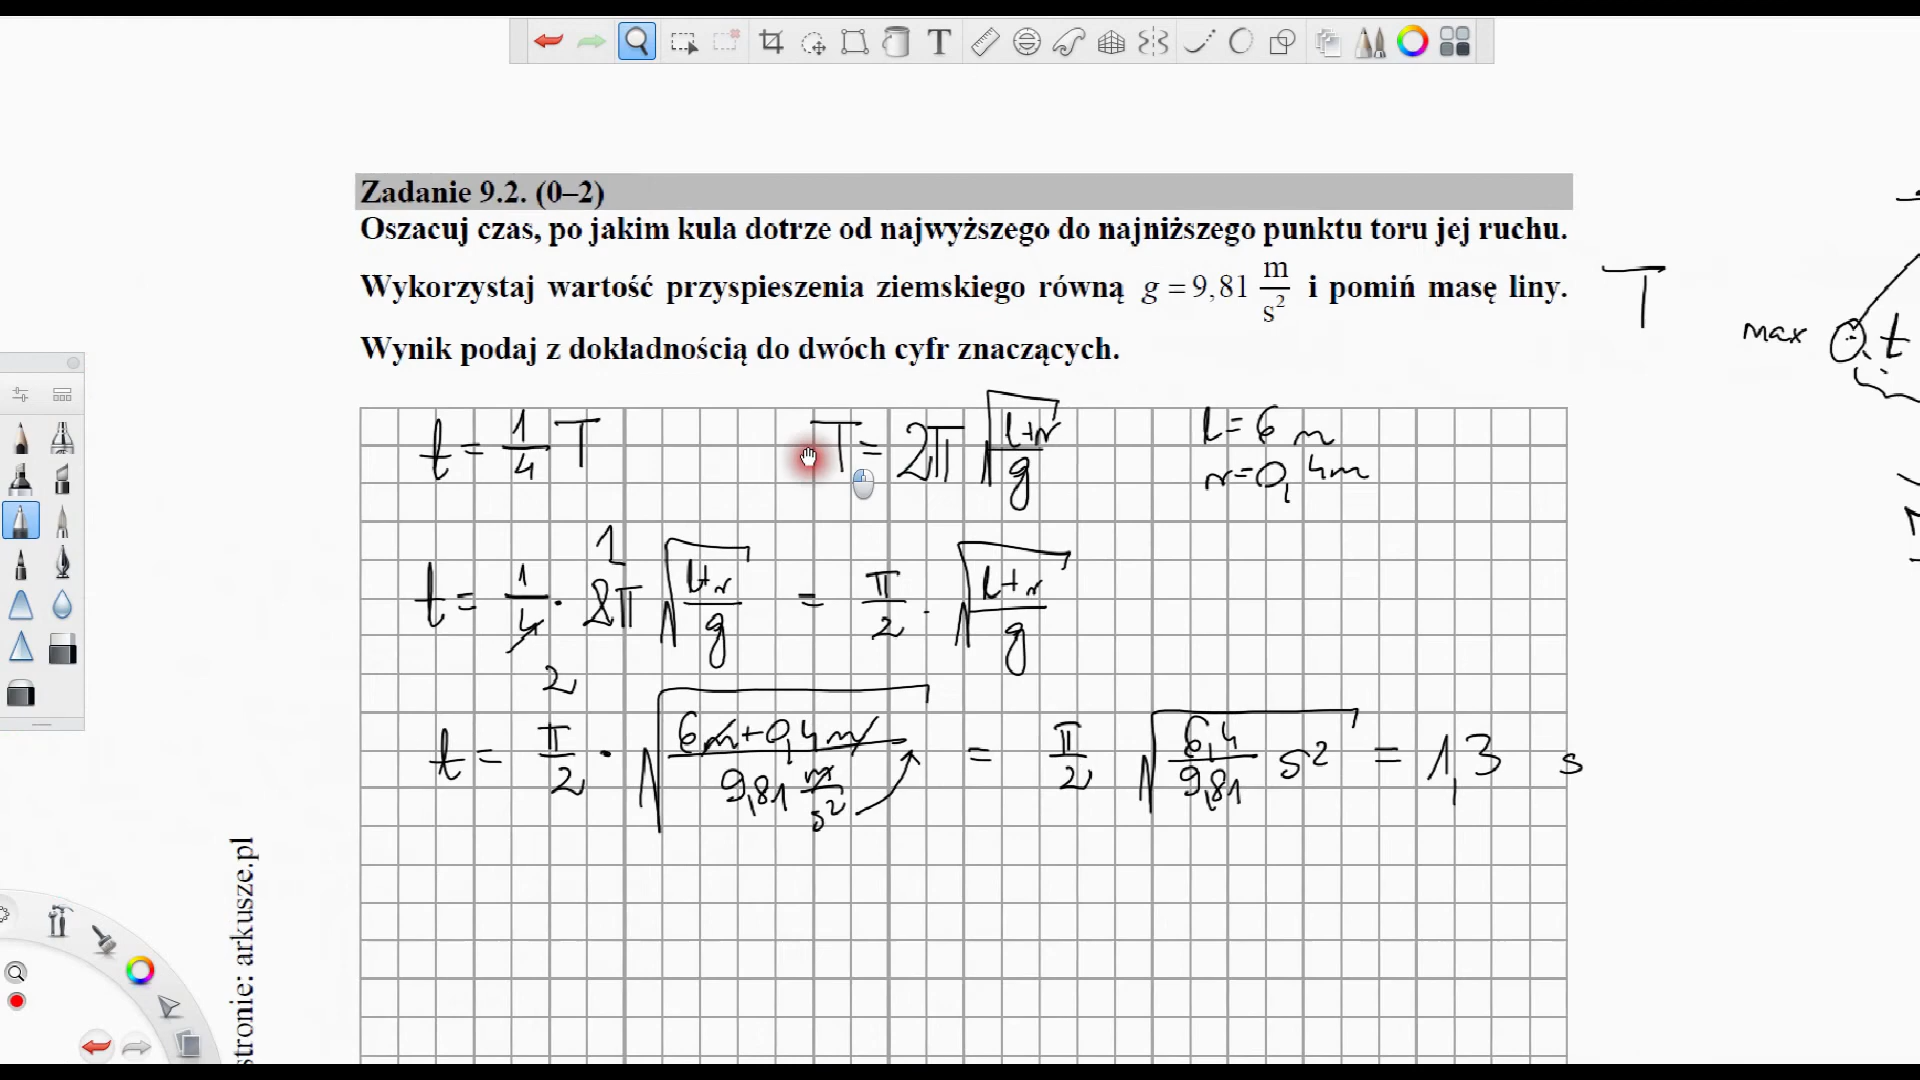 Zadanie 9.2. (0–2)
Oszacuj czas, po jakim kula dotrze od najwyższego do najniższego punktu toru jej ruchu.
Wykorzystaj wartość przyspieszenia ziemskiego równą g = 9,81 m/s² i pomiń masę liny.
Wynik podaj z dokładnością do dwóch cyfr znaczących.
T
max t
t = 1/4 T T = 2π √((l+r)/g) l = 6 m
r = 0,4m
t = 1/4 · 2π √((l+r)/g) = π/2 · √((l+r)/g)
1
2
t = π/2 · √((6m+0,4m)/(9,81 m/s²)) = π/2 √(6,4/9,81 s²) = 1,3 s
stronie: arkusze.pl